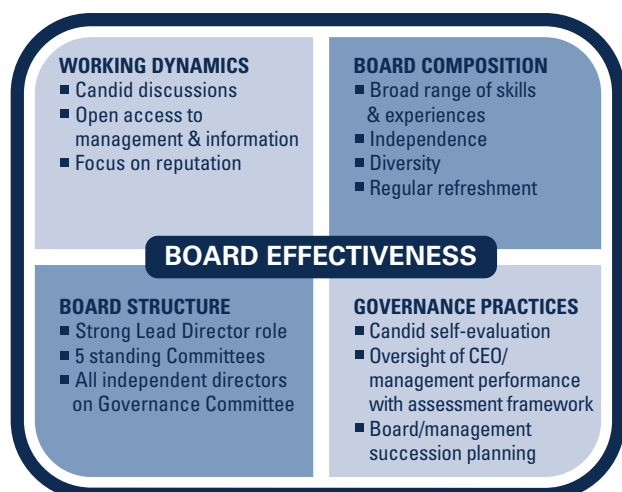 WORKING DYNAMICS
■ Candid discussions
■ Open access to
management & information
■ Focus on reputation
BOARD COMPOSITION
■ Broad range of skills
& experiences
■ Independence
■ Diversity
■ Regular refreshment
BOARD EFFECTIVENESS
BOARD STRUCTURE
■ Strong Lead Director role
■ 5 standing Committees
■ All independent directors
on Governance Committee
GOVERNANCE PRACTICES
■ Candid self-evaluation
■ Oversight of CEO/
management performance
with assessment framework
■ Board/management
succession planning